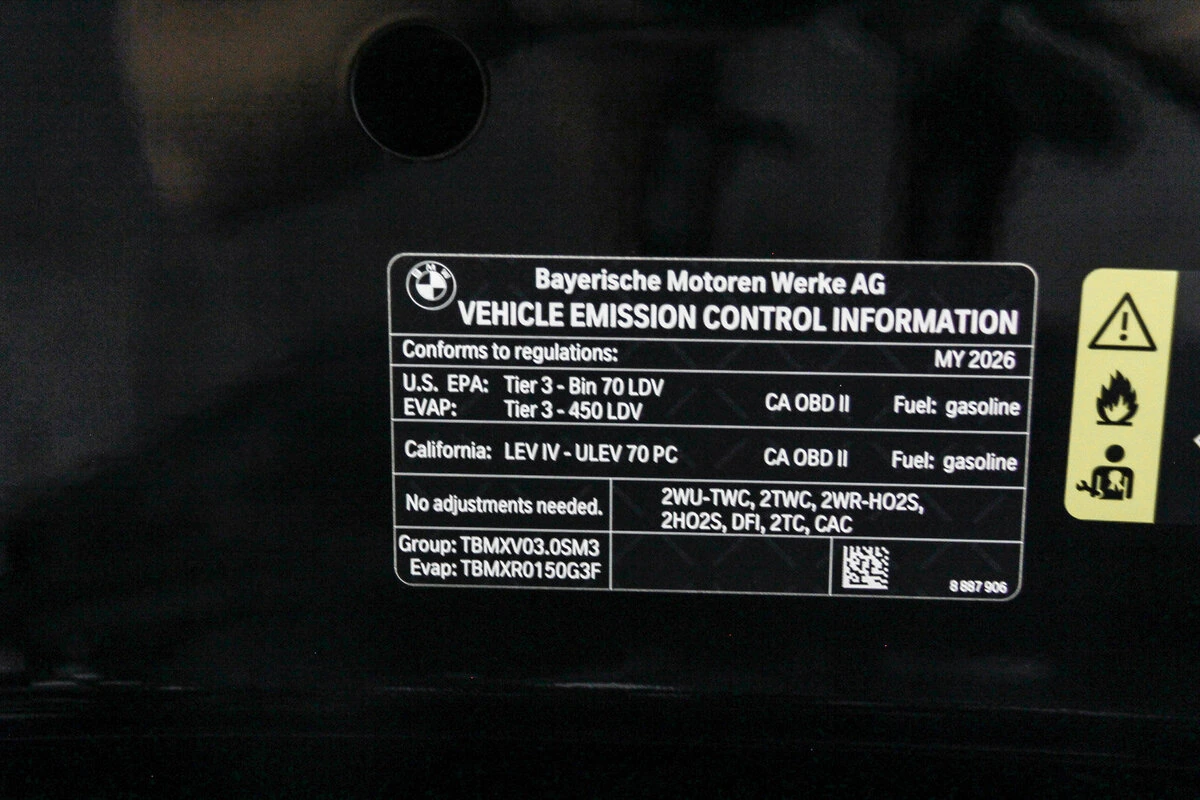 BMW
Bayerische Motoren Werke AG
VEHICLE EMISSION CONTROL INFORMATION
Conforms to regulations: MY 2026
U.S. EPA: Tier 3 - Bin 70 LDV
EVAP: Tier 3 - 450 LDV CA OBD II Fuel: gasoline
California: LEV IV - ULEV 70 PC CA OBD II Fuel: gasoline
No adjustments needed.
2WU-TWC, 2TWC, 2WR-HO2S,
2HO2S, DFI, 2TC, CAC
Group: TBMXV03.0SM3
Evap: TBMXR0150G3F
8 887 906